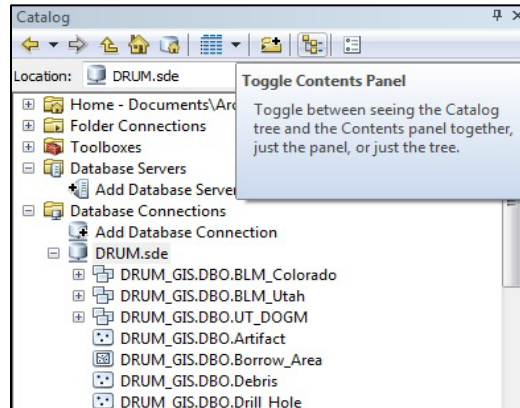 Catalog
Location: DRUM.sde
Toggle Contents Panel
Toggle between seeing the Catalog
tree and the Contents panel together,
just the panel, or just the tree.
Home - Documents\Arc
Folder Connections
Toolboxes
Database Servers
Add Database Server
Database Connections
Add Database Connection
DRUM.sde
DRUM_GIS.DBO.BLM_Colorado
DRUM_GIS.DBO.BLM_Utah
DRUM_GIS.DBO.UT_DOGM
DRUM_GIS.DBO.Artifact
DRUM_GIS.DBO.Borrow_Area
DRUM_GIS.DBO.Debris
DRUM_GIS.DBO.Drill_Hole